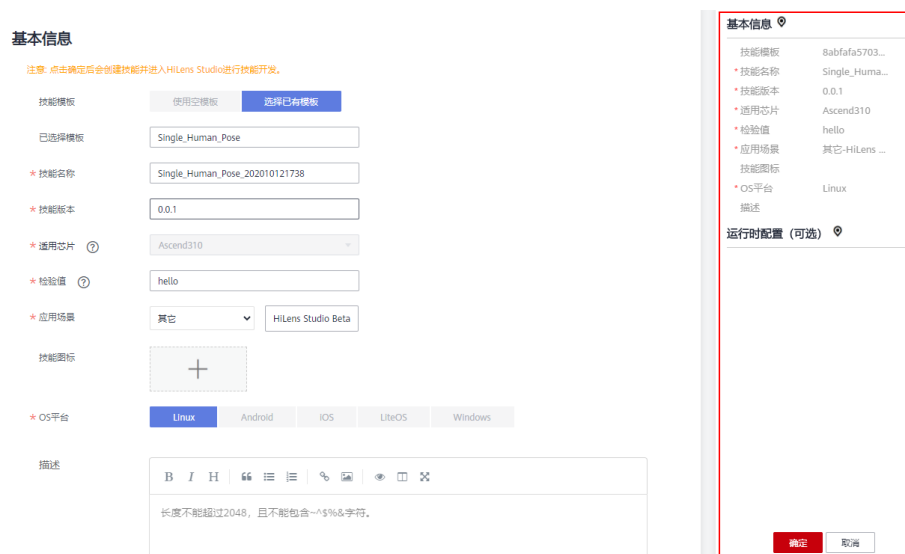 基本信息
注意: 点击确定后会创建技能并进入HiLens Studio进行技能开发。
技能模板 使用空模板 选择已有模板
已选择模板 Single_Human_Pose
* 技能名称 Single_Human_Pose_202010121738
* 技能版本 0.0.1
* 适用芯片 ? Ascend310
* 检验值 ? hello
* 应用场景 其它 HiLens Studio Beta
技能图标
* OS平台 Linux Android IOS LiteOS Windows
描述
B I H
长度不能超过2048，且不能包含~^$%&字符。
基本信息
技能模板 8abfafa5703...
* 技能名称 Single_Huma...
* 技能版本 0.0.1
* 适用芯片 Ascend310
* 检验值 hello
* 应用场景 其它-HiLens ...
技能图标
* OS平台 Linux
描述
运行时配置（可选）
确定 取消